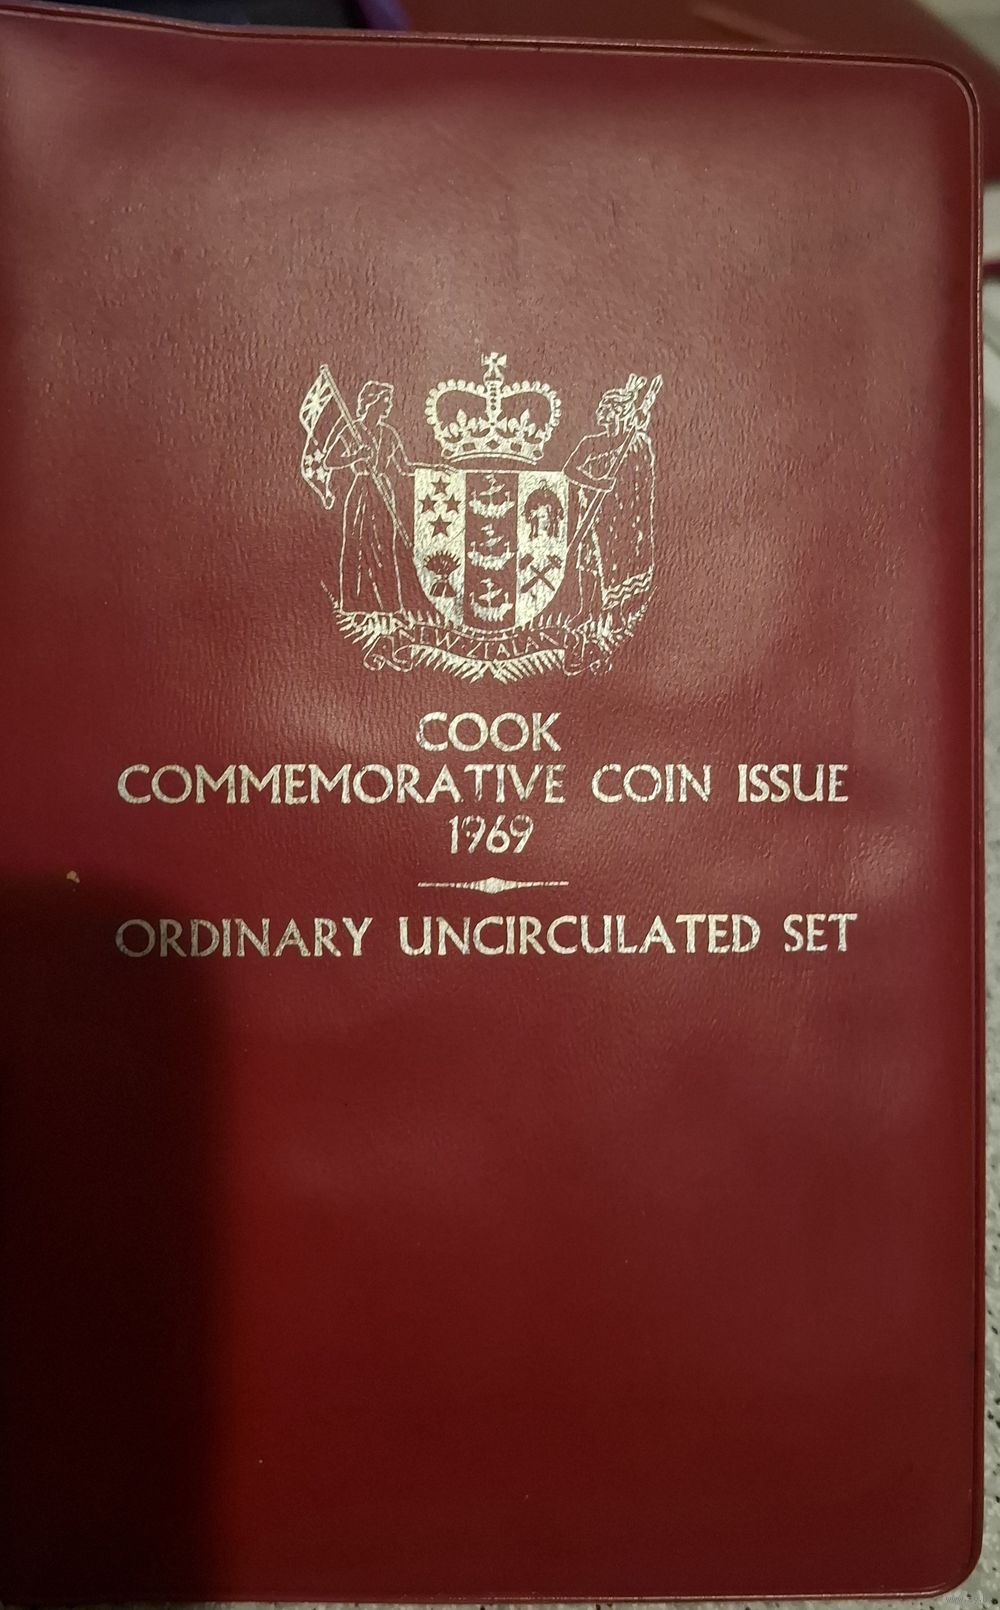 NEW ZEALAND
COOK
COMMEMORATIVE COIN ISSUE
1969
ORDINARY UNCIRCULATED SET